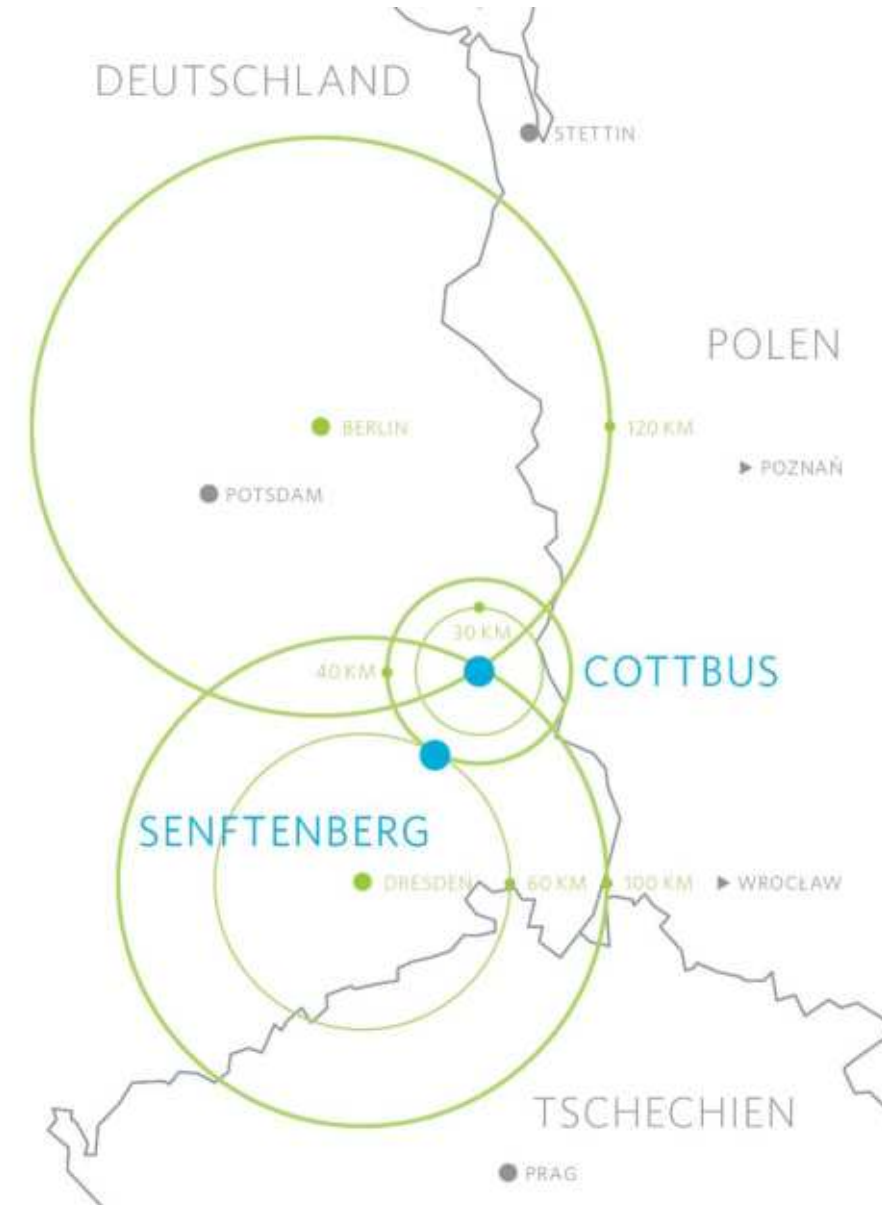 DEUTSCHLAND
STETTIN
POLEN
BERLIN
120 KM
POZNAŃ
POTSDAM
30 KM
40 KM
COTTBUS
SENFTENBERG
DRESDEN
60 KM
100 KM
WROCŁAW
TSCHECHIEN
PRAG